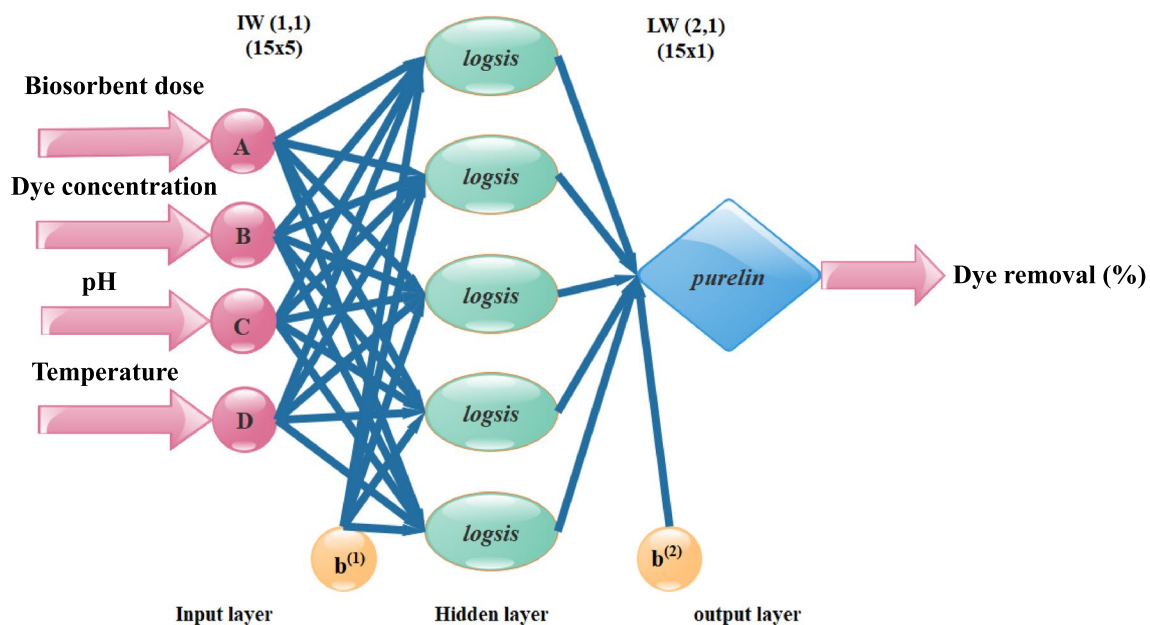 IW (1,1)
(15x5)
LW (2,1)
(15x1)
Biosorbent dose
A
Dye concentration
B
pH
C
Temperature
D
logsis
logsis
logsis
logsis
logsis
purelin
Dye removal (%)
b(1)
b(2)
Input layer
Hidden layer
output layer